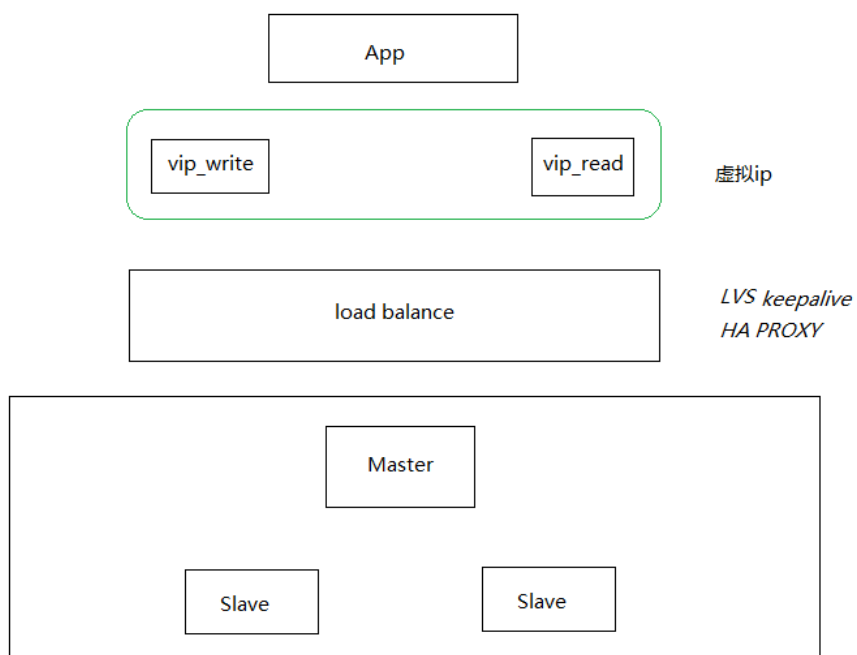 App
vip_write
vip_read
虚拟ip
load balance
LVS keepalive
HA PROXY
Master
Slave
Slave